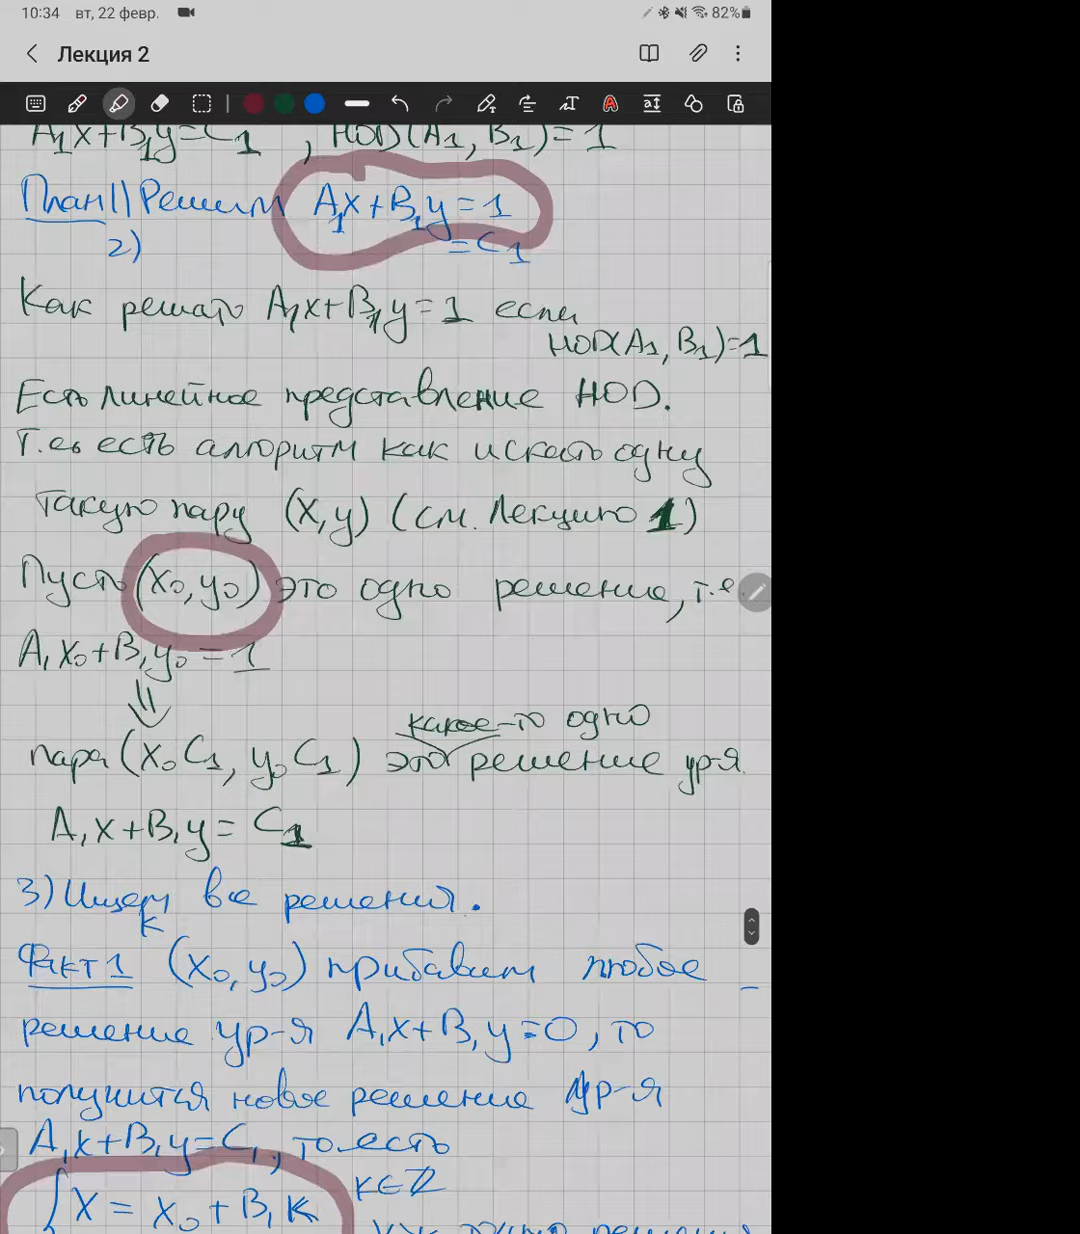 10:34 вт, 22 февр. 82%
Лекция 2
A₁x+B₁y=C₁, НОД(A₁, B₁)=1
План 1) Решим A₁x+B₁y=1
2) =C₁
Как решать A₁x+B₁y=1 если
НОД(A₁, B₁)=1
Есть линейное представление НОД.
Т.е. есть алгоритм как искать одну
такую пару (x,y) (см. Лекцию 1)
Пусть (x₀,y₀) это одно решение, т.е.
A₁x₀+B₁y₀=1
⇓
какое-то одно
пара (x₀C₁, y₀C₁) это решение ур-я
A₁x+B₁y=C₁
3) Ищем все решения.
к
Факт 1 (x₀,y₀) прибавим любое
решение ур-я A₁x+B₁y=0, то
получится новое решение ур-я
A₁x+B₁y=C₁, то есть
{ x = x₀+B₁k k∈ℤ